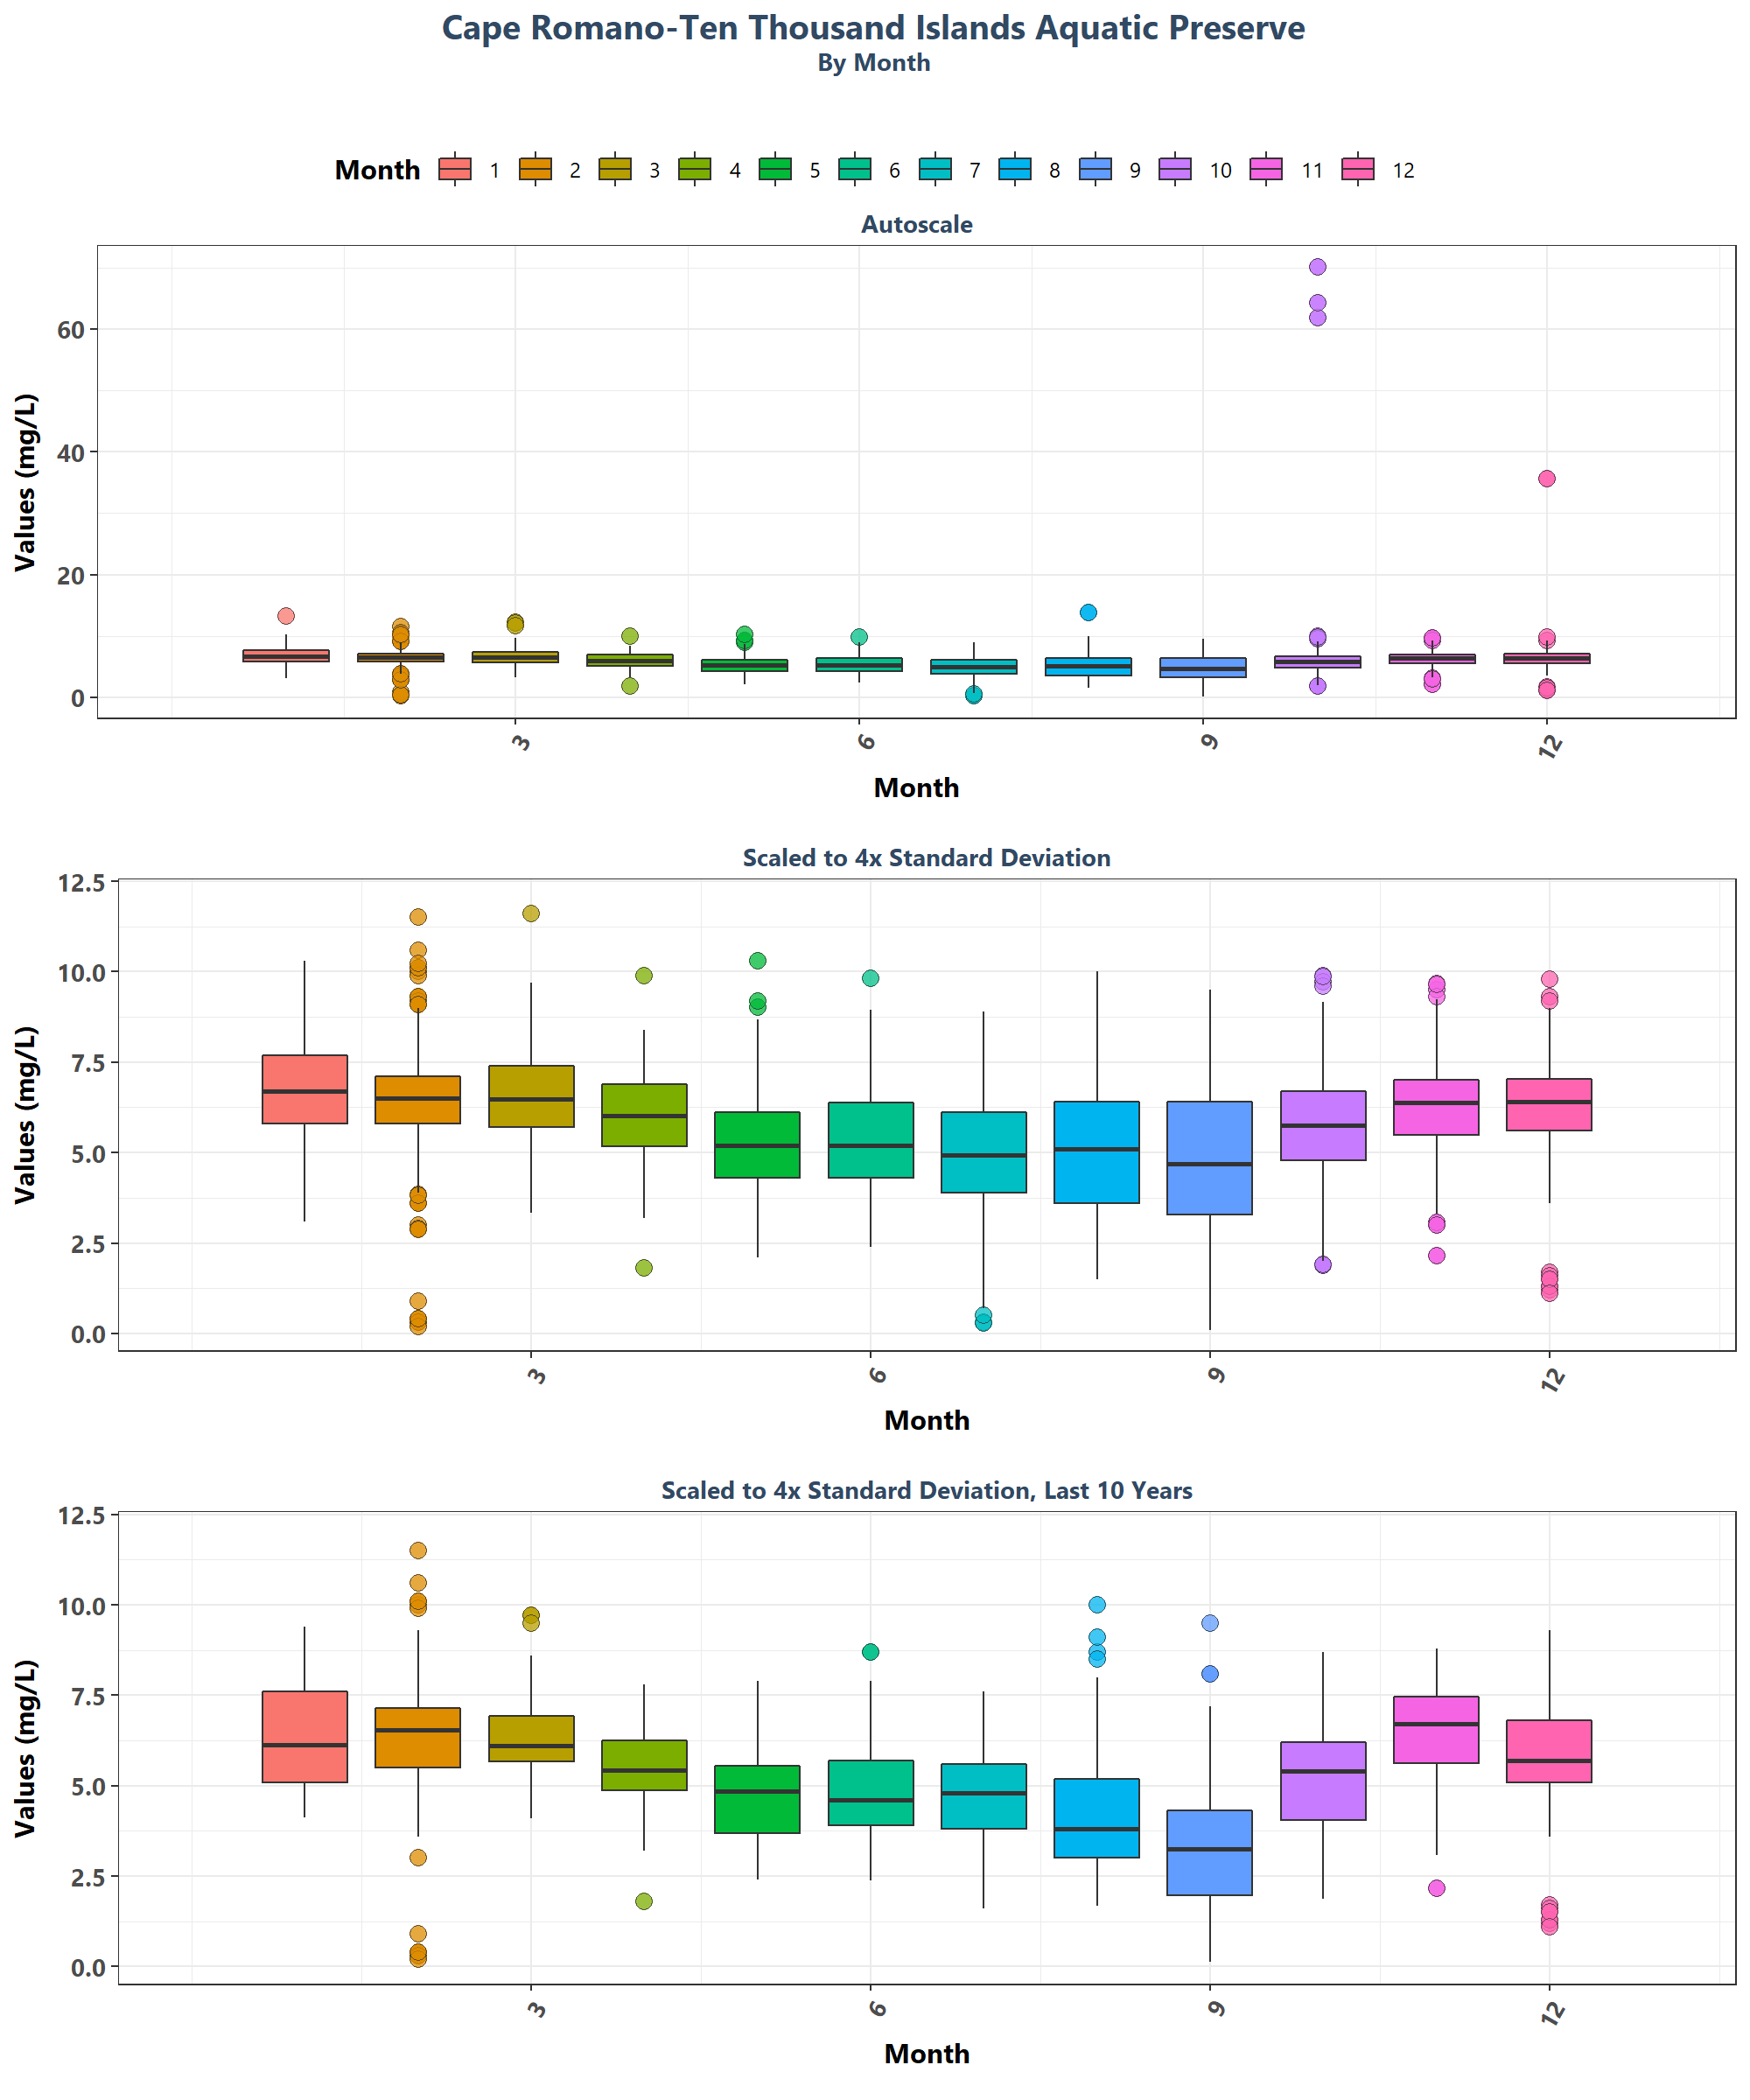 Cape Romano-Ten Thousand Islands Aquatic Preserve
By Month
Month 1 2 3 4 5 6 7 8 9 10 11 12
Autoscale
Values (mg/L)
60
40
20
0
3 6 9 12
Month
Scaled to 4x Standard Deviation
Values (mg/L)
12.5
10.0
7.5
5.0
2.5
0.0
3 6 9 12
Month
Scaled to 4x Standard Deviation, Last 10 Years
Values (mg/L)
12.5
10.0
7.5
5.0
2.5
0.0
3 6 9 12
Month